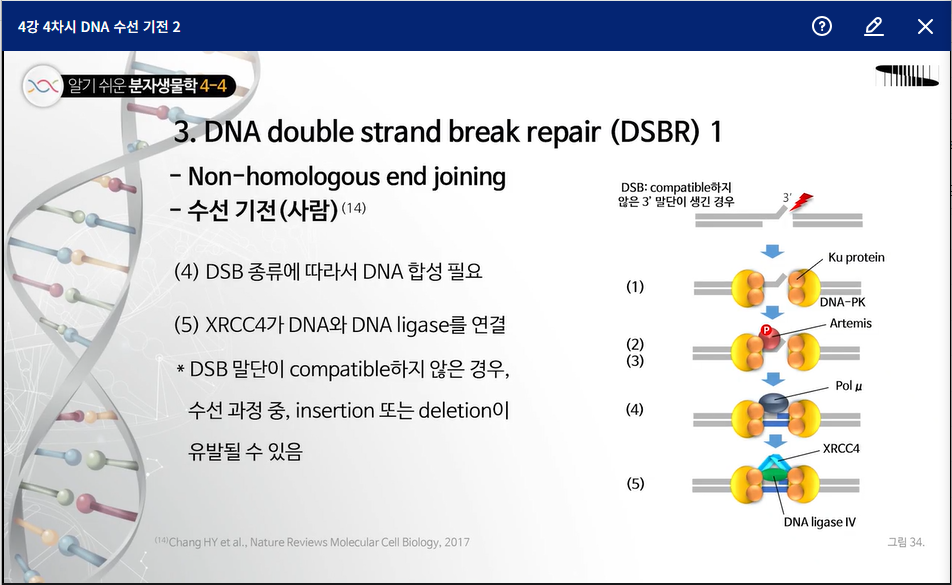 4강 4차시 DNA 수선 기전 2
알기 쉬운 분자생물학 4-4
3. DNA double strand break repair (DSBR) 1
- Non-homologous end joining
- 수선 기전(사람)(14)
(4) DSB 종류에 따라서 DNA 합성 필요
(5) XRCC4가 DNA와 DNA ligase를 연결
* DSB 말단이 compatible하지 않은 경우,
수선 과정 중, insertion 또는 deletion이
유발될 수 있음
DSB: compatible하지
않은 3' 말단이 생긴 경우
3'
Ku protein
(1)
DNA-PK
Artemis
P
(2)
(3)
Pol μ
(4)
XRCC4
(5)
DNA ligase IV
(14)Chang HY et al., Nature Reviews Molecular Cell Biology, 2017
그림 34.